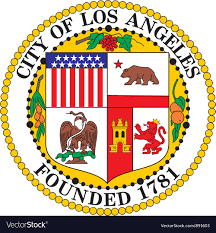 CITY OF LOS ANGELES
FOUNDED 1781
VectorStock
VectorStock.com/891603